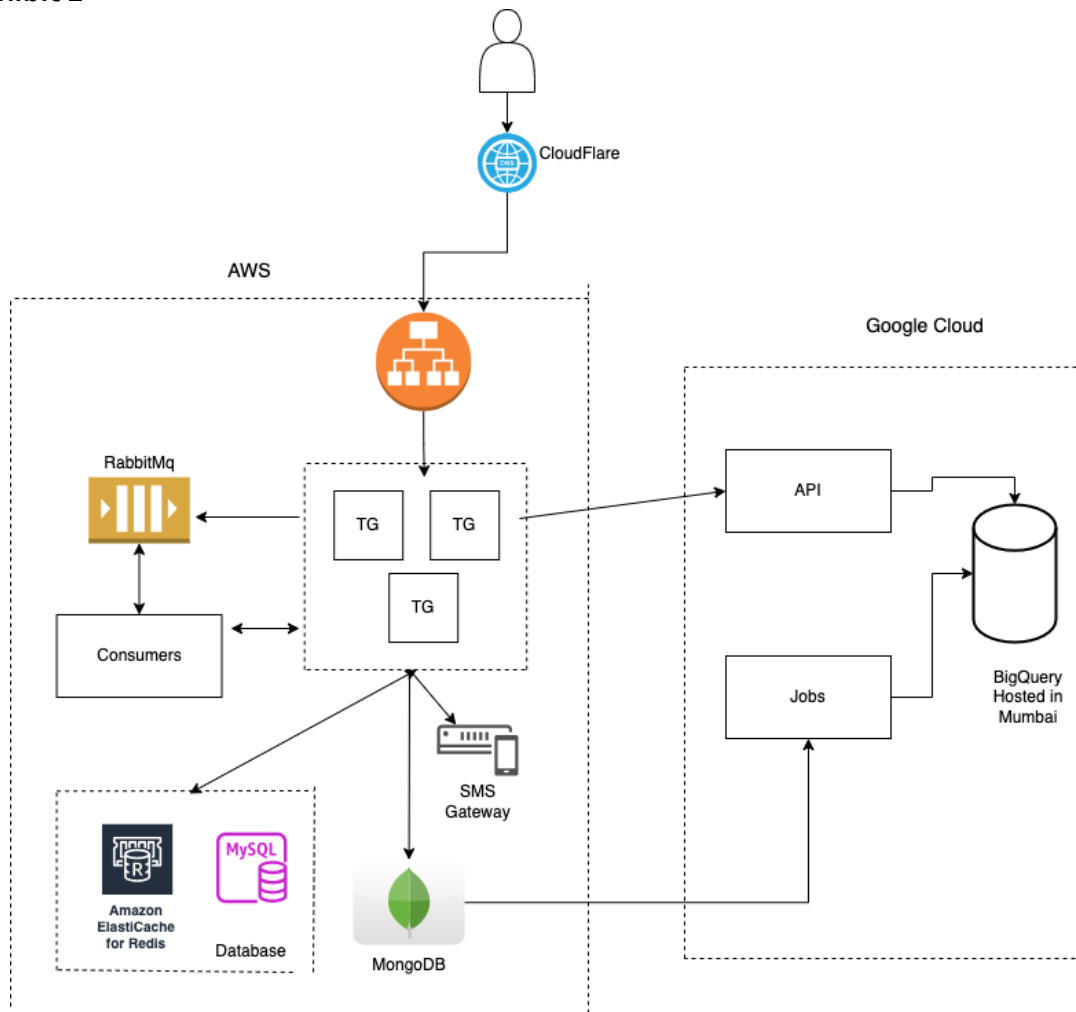 CloudFlare
DNS
AWS
Google Cloud
RabbitMq
API
TG
TG
TG
Consumers
Jobs
BigQuery
Hosted in
Mumbai
SMS
Gateway
MySQL
R
Amazon
ElastiCache
for Redis
Database
MongoDB